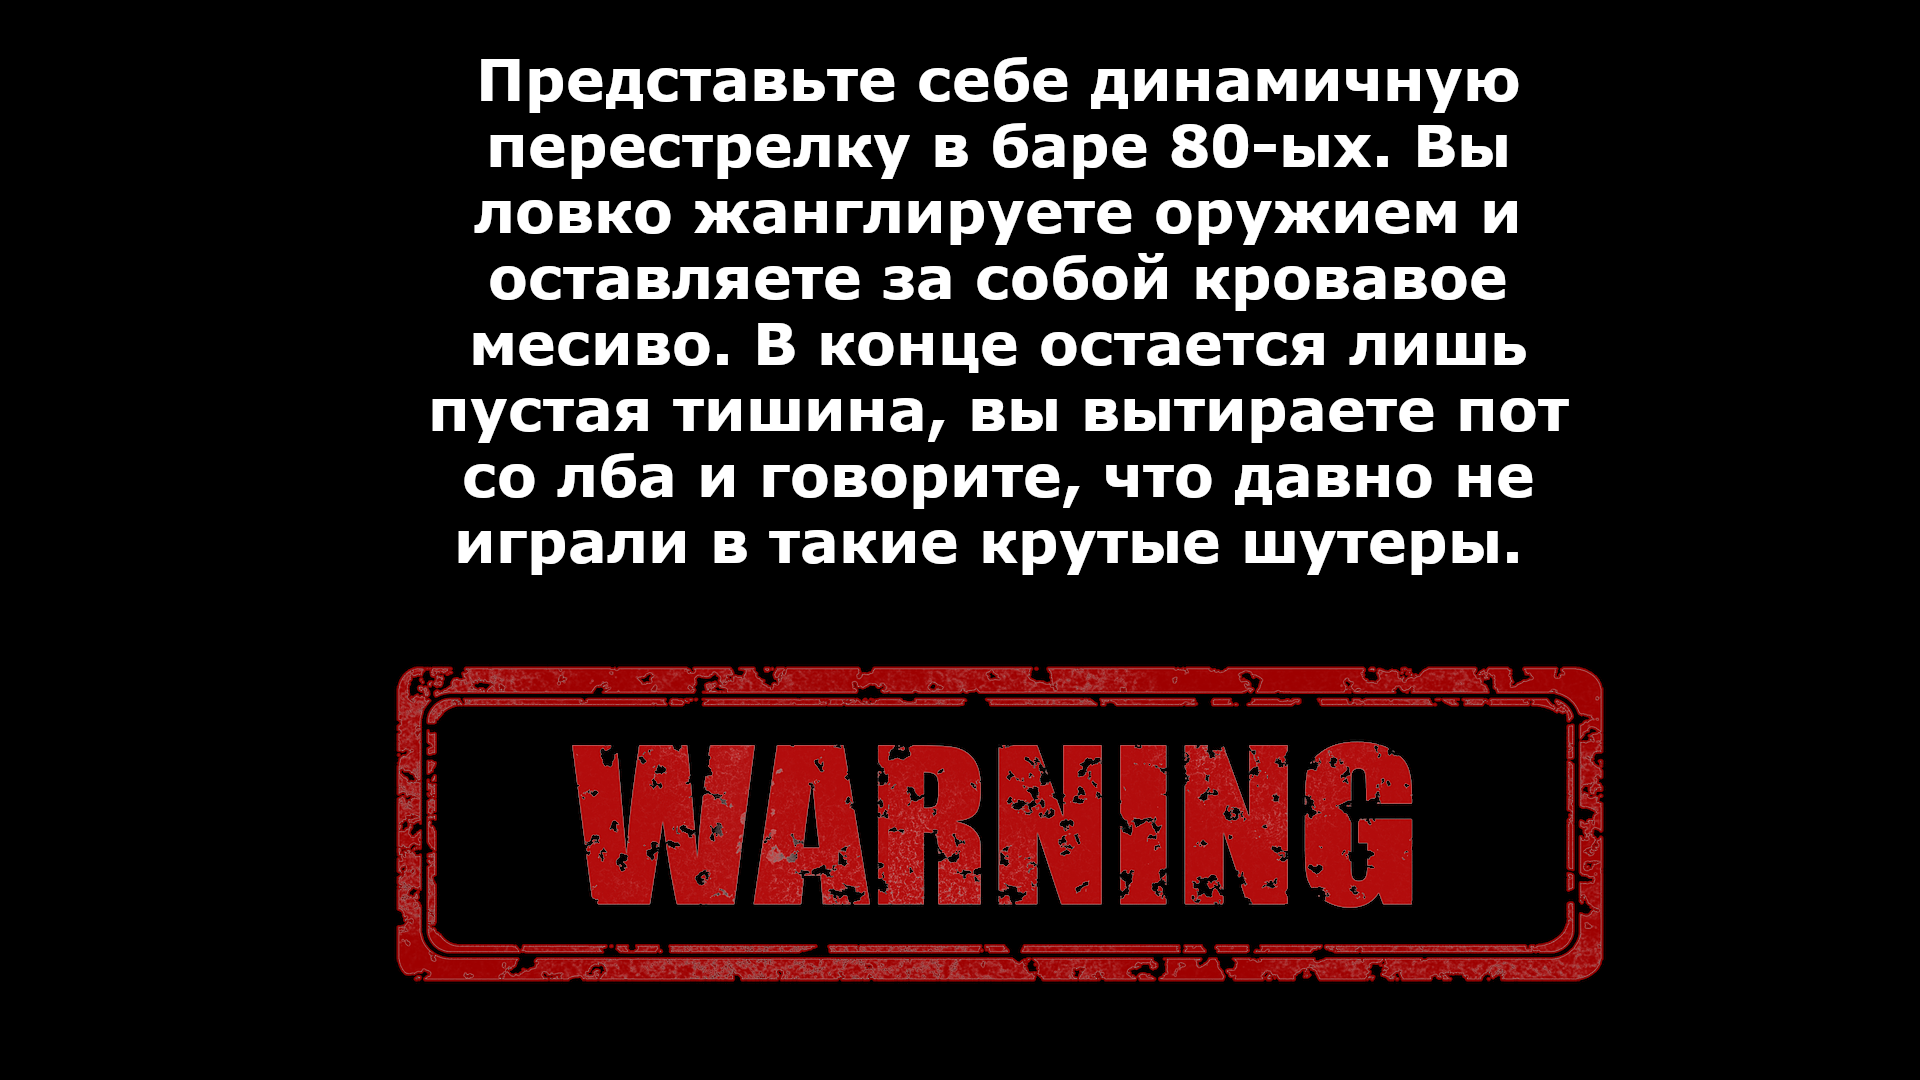 Представьте себе динамичную
перестрелку в баре 80-ых. Вы
ловко жанглируете оружием и
оставляете за собой кровавое
месиво. В конце остается лишь
пустая тишина, вы вытираете пот
со лба и говорите, что давно не
играли в такие крутые шутеры.
WARNING